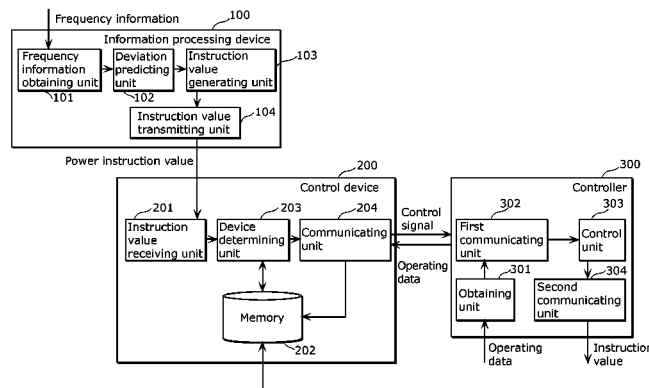 Frequency information
100
Information processing device
Frequency
information
obtaining unit
101
Deviation
predicting
unit
102
Instruction
value
generating unit
103
Instruction value
transmitting unit
104
Power instruction value
200
Control device
201
Instruction
value
receiving unit
203
Device
determining
unit
204
Communicating
unit
Memory
202
Control
signal
Operating
data
300
Controller
302
First
communicating
unit
303
Control
unit
301
Obtaining
unit
304
Second
communicating
unit
Operating
data
Instruction
value